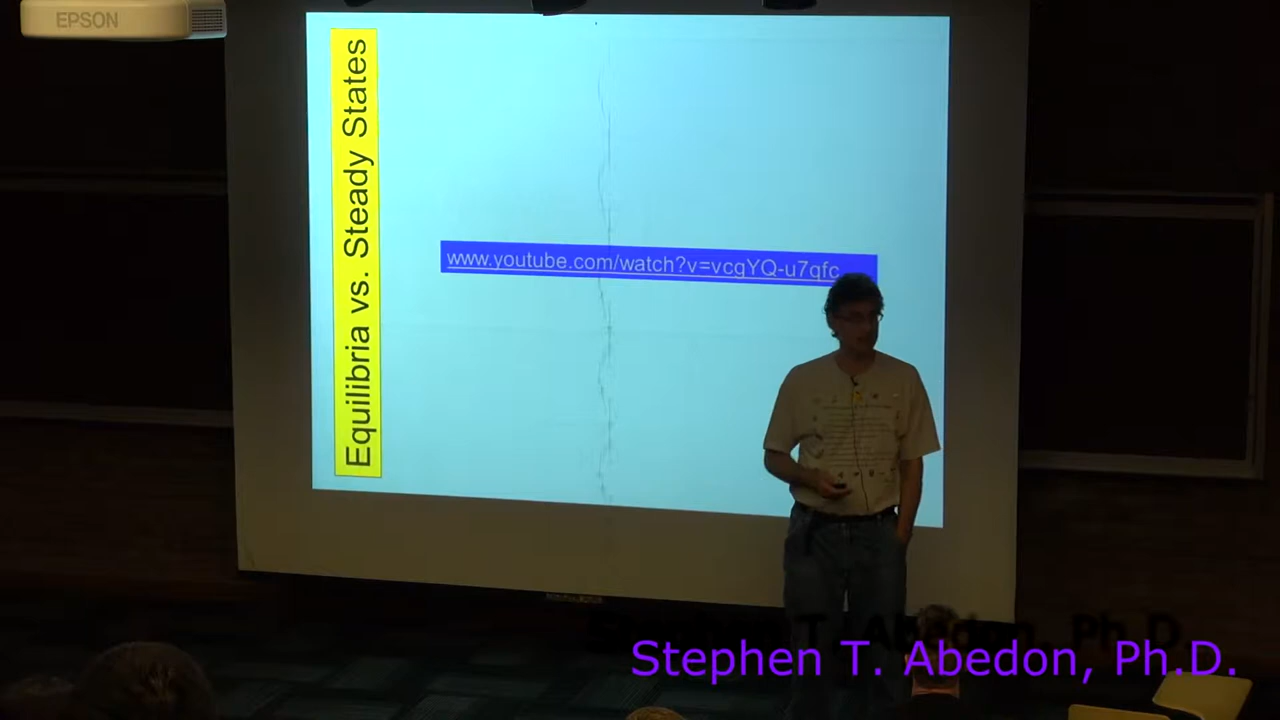 EPSON
Equilibria vs. Steady States
www.youtube.com/watch?v=vcgYQ-u7qfc
Stephen T. Abedon, Ph.D.